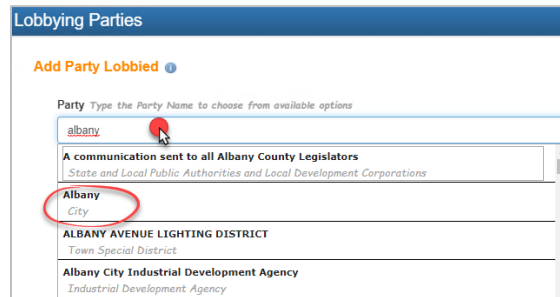 Lobbying Parties
Add Party Lobbied
Party Type the Party Name to choose from available options
albany
A communication sent to all Albany County Legislators
State and Local Public Authorities and Local Development Corporations
Albany
City
ALBANY AVENUE LIGHTING DISTRICT
Town Special District
Albany City Industrial Development Agency
Industrial Development Agency